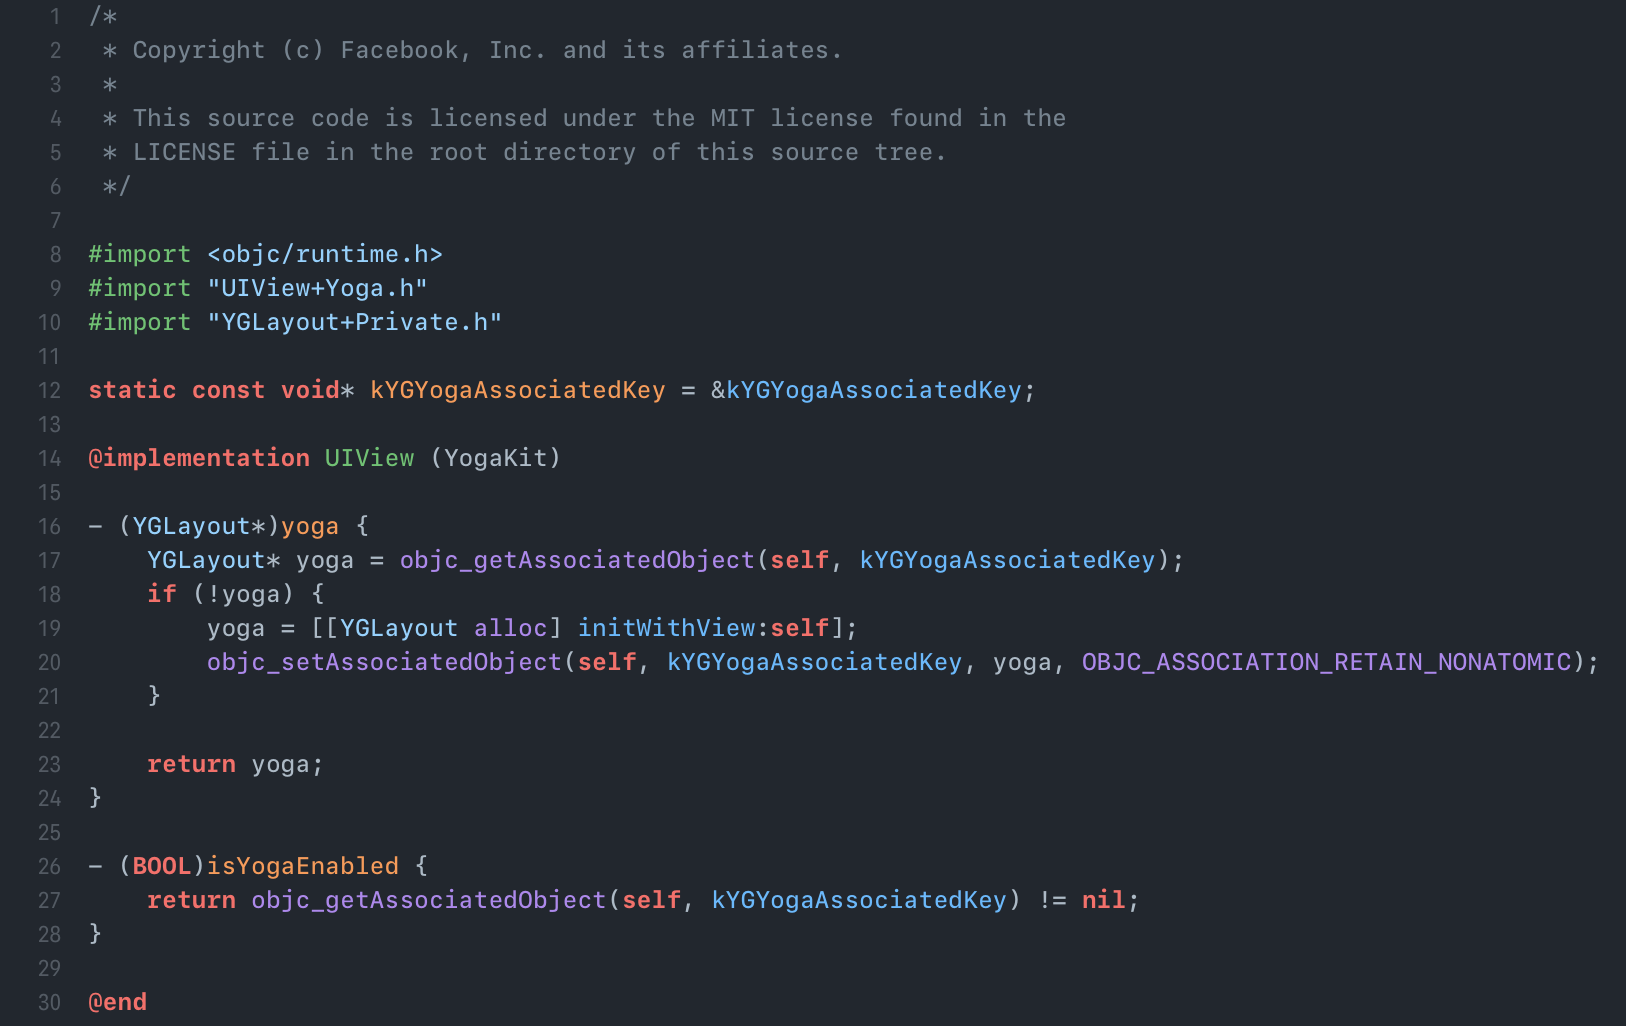 1 /*
2  * Copyright (c) Facebook, Inc. and its affiliates.
3  *
4  * This source code is licensed under the MIT license found in the
5  * LICENSE file in the root directory of this source tree.
6  */
7
8 #import <objc/runtime.h>
9 #import "UIView+Yoga.h"
10 #import "YGLayout+Private.h"
11
12 static const void* kYGYogaAssociatedKey = &kYGYogaAssociatedKey;
13
14 @implementation UIView (YogaKit)
15
16 - (YGLayout*)yoga {
17     YGLayout* yoga = objc_getAssociatedObject(self, kYGYogaAssociatedKey);
18     if (!yoga) {
19         yoga = [[YGLayout alloc] initWithView:self];
20         objc_setAssociatedObject(self, kYGYogaAssociatedKey, yoga, OBJC_ASSOCIATION_RETAIN_NONATOMIC);
21     }
22
23     return yoga;
24 }
25
26 - (BOOL)isYogaEnabled {
27     return objc_getAssociatedObject(self, kYGYogaAssociatedKey) != nil;
28 }
29
30 @end